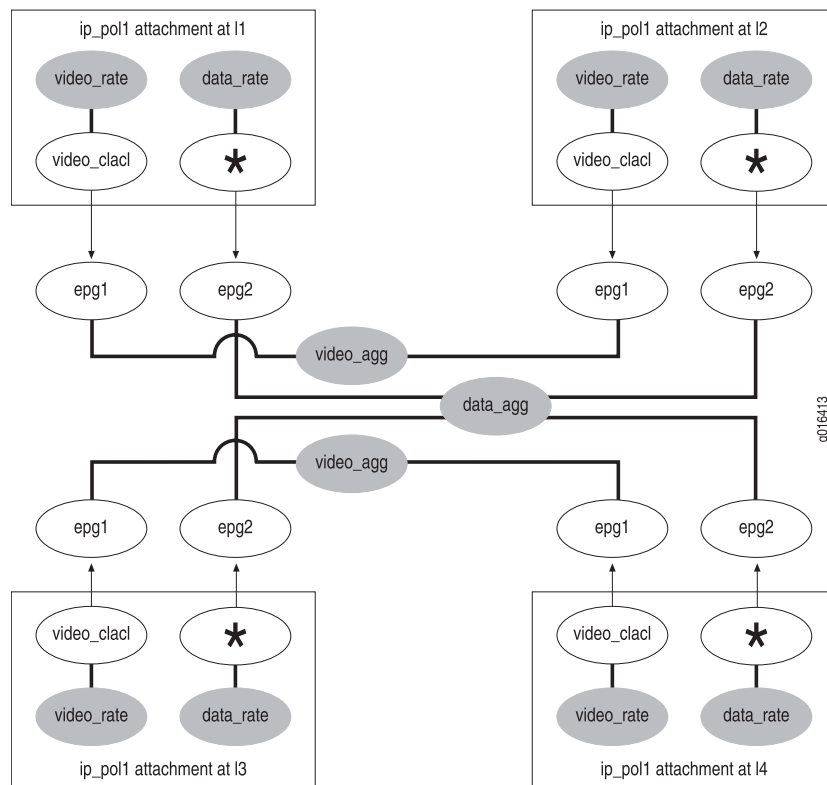 ip_pol1 attachment at l1
ip_pol1 attachment at l2
video_rate
data_rate
video_rate
data_rate
video_clacl
*
video_clacl
*
epg1
epg2
epg1
epg2
video_agg
data_agg
g016413
video_agg
epg1
epg2
epg1
epg2
video_clacl
*
video_clacl
*
video_rate
data_rate
video_rate
data_rate
ip_pol1 attachment at l3
ip_pol1 attachment at l4